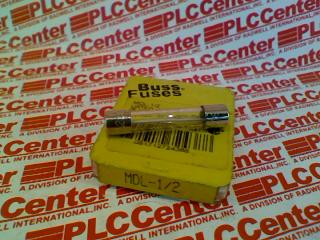 PLCCenter
A DIVISION OF RADWELL INTERNATIONAL, INC.
Buss
Fuses
MDL-1/2